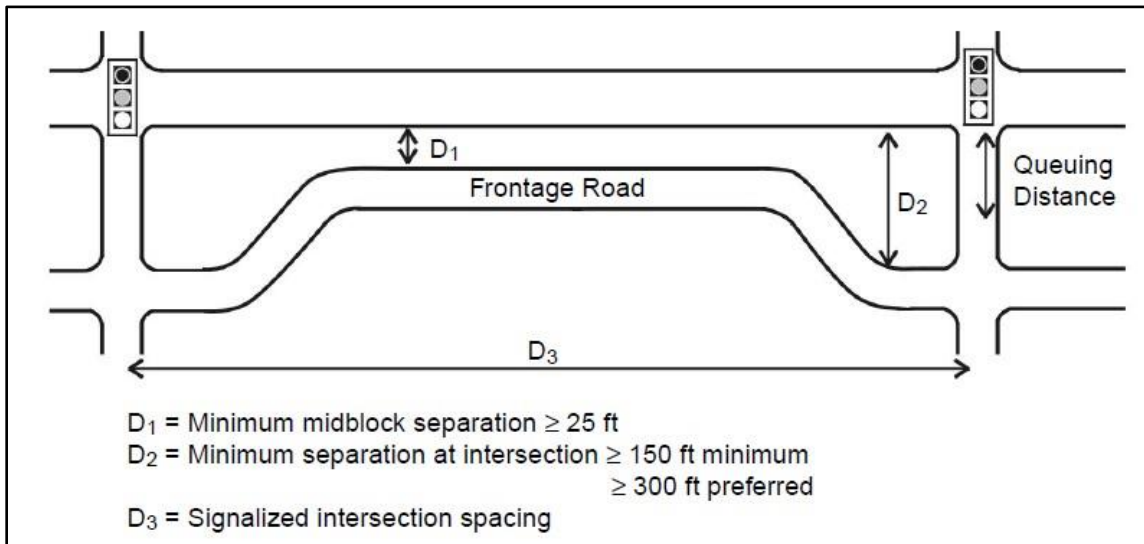 D₁
Frontage Road
D₂
Queuing
Distance
D₃
D₁ = Minimum midblock separation ≥ 25 ft
D₂ = Minimum separation at intersection ≥ 150 ft minimum
≥ 300 ft preferred
D₃ = Signalized intersection spacing